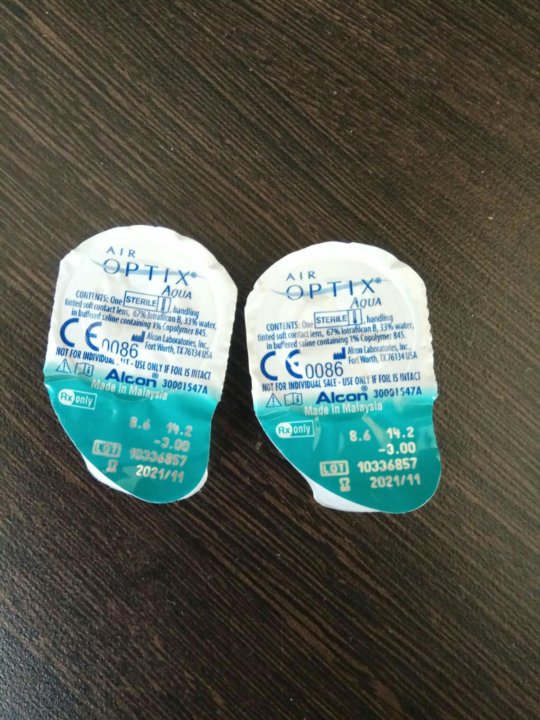 AIR
OPTIX®
AQUA
CONTENTS: One STERILE, handling
tinted soft contact lens, 67% lotrafilcon B, 33% water,
in buffered saline containing 1% Copolymer 845.
CE 0086
Alcon Laboratories, Inc.
Fort Worth, TX 76134 USA
NOT FOR INDIVIDUAL SALE - USE ONLY IF FOIL IS INTACT
Alcon® 30001547A
Made in Malaysia
Rx only
8.6 14.2
-3.00
LOT 10336857
2021/11
AIR
OPTIX®
AQUA
CONTENTS: One STERILE, handling
tinted soft contact lens, 67% lotrafilcon B, 33% water,
in buffered saline containing 1% Copolymer 845.
CE 0086
Alcon Laboratories, Inc.
Fort Worth, TX 76134 USA
NOT FOR INDIVIDUAL SALE - USE ONLY IF FOIL IS INTACT
Alcon® 30001547A
Made in Malaysia
Rx only
8.6 14.2
-3.00
LOT 10336857
2021/11